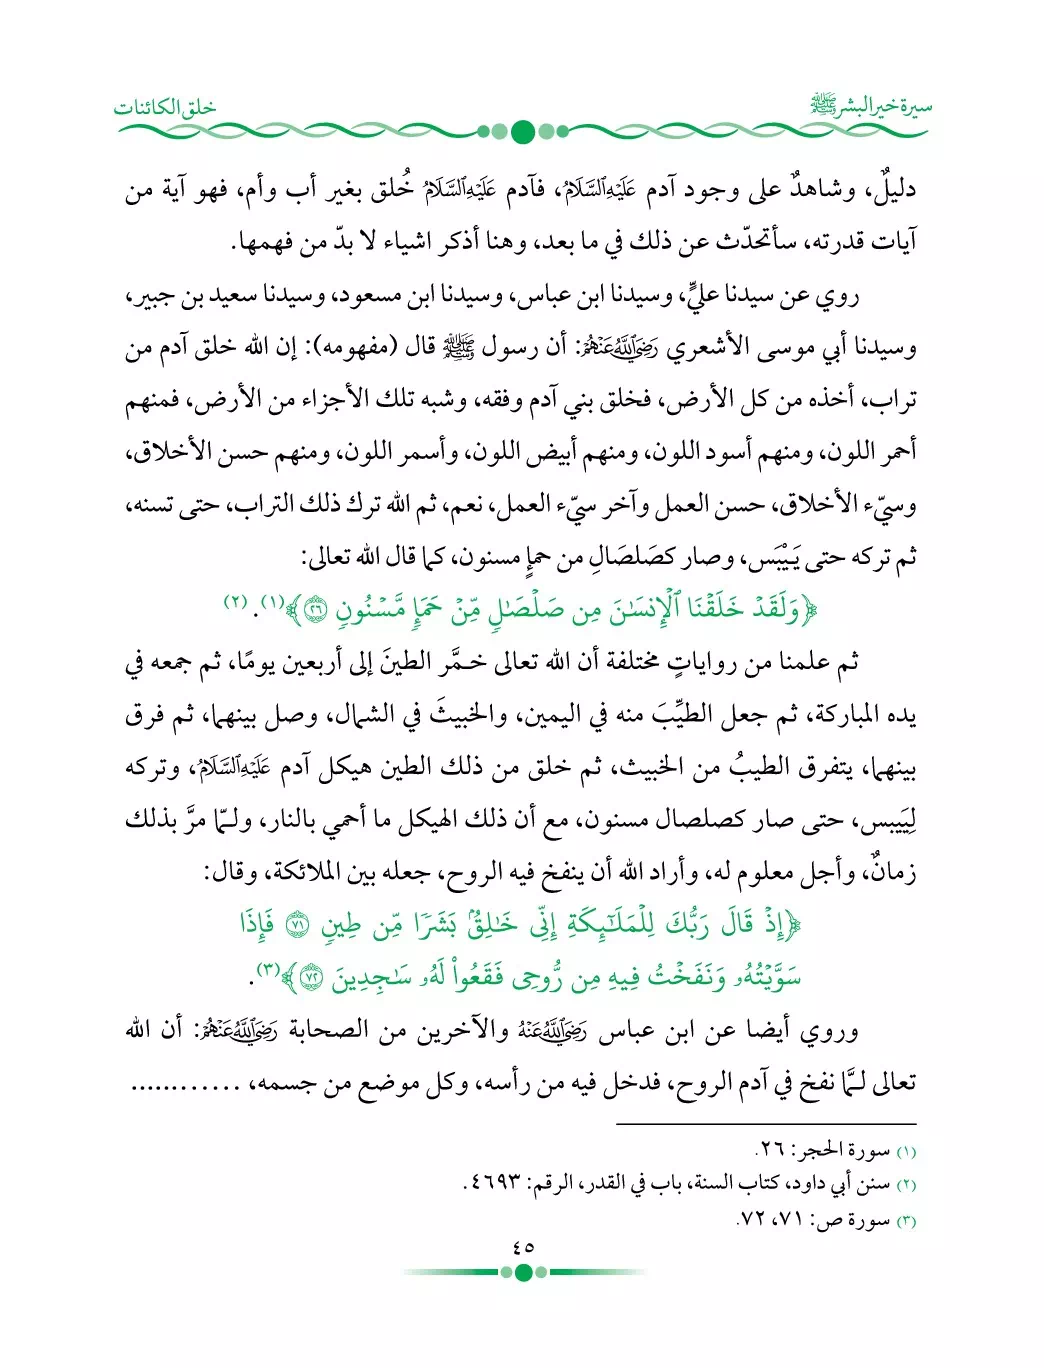 سيرة خير البشر ﷺ
خلق الكائنات
دليلٌ، وشاهدٌ على وجود آدم عَلَيْهِ السَّلَامُ، فآدم عَلَيْهِ السَّلَامُ خُلق بغير أب وأم، فهو آية من
آيات قدرته، سأتحدّث عن ذلك في ما بعد، وهنا أذكر اشياء لا بدّ من فهمها.
روي عن سيدنا عليٍّ، وسيدنا ابن عباس، وسيدنا ابن مسعود، وسيدنا سعيد بن جبير،
وسيدنا أبي موسى الأشعري رَضِيَ اللَّهُ عَنْهُمْ: أن رسول ﷺ قال (مفهومه): إن الله خلق آدم من
تراب، أخذه من كل الأرض، فخلق بني آدم وفقه، وشبه تلك الأجزاء من الأرض، فمنهم
أحمر اللون، ومنهم أسود اللون، ومنهم أبيض اللون، وأسمر اللون، ومنهم حسن الأخلاق،
وسيّء الأخلاق، حسن العمل وآخر سيّء العمل، نعم، ثم الله ترك ذلك التراب، حتى تسنه،
ثم تركه حتى يَيْبَس، وصار كصَلصَالِ من حمإٍ مسنون، كما قال الله تعالى:
﴿وَلَقَدْ خَلَقْنَا ٱلْإِنسَٰنَ مِن صَلْصَٰلٖ مِّنْ حَمَإٖ مَّسْنُونٖ ٢٦﴾(١). (٢)
ثم علمنا من رواياتٍ مختلفة أن الله تعالى خمَّر الطينَ إلى أربعين يومًا، ثم جمعه في
يده المباركة، ثم جعل الطيِّبَ منه في اليمين، والخبيثَ في الشمال، وصل بينهما، ثم فرق
بينهما، يتفرق الطيبُ من الخبيث، ثم خلق من ذلك الطين هيكل آدم عَلَيْهِ السَّلَامُ، وتركه
لِيَيبس، حتى صار كصلصال مسنون، مع أن ذلك الهيكل ما أحمي بالنار، ولـمّا مرَّ بذلك
زمانٌ، وأجل معلوم له، وأراد الله أن ينفخ فيه الروح، جعله بين الملائكة، وقال:
﴿إِذْ قَالَ رَبُّكَ لِلْمَلَٰٓئِكَةِ إِنِّي خَٰلِقُۢ بَشَرٗا مِّن طِينٖ ٧١ فَإِذَا
سَوَّيْتُهُۥ وَنَفَخْتُ فِيهِ مِن رُّوحِي فَقَعُوا۟ لَهُۥ سَٰجِدِينَ ٧٢﴾(٣).
وروي أيضا عن ابن عباس رَضِيَ اللَّهُ عَنْهُ والآخرين من الصحابة رَضِيَ اللَّهُ عَنْهُمْ: أن الله
تعالى لـمَّا نفخ في آدم الروح، فدخل فيه من رأسه، وكل موضع من جسمه، ............
(١) سورة الحجر: ٢٦.
(٢) سنن أبي داود، كتاب السنة، باب في القدر، الرقم: ٤٦٩٣.
(٣) سورة ص: ٧١، ٧٢.
٤٥